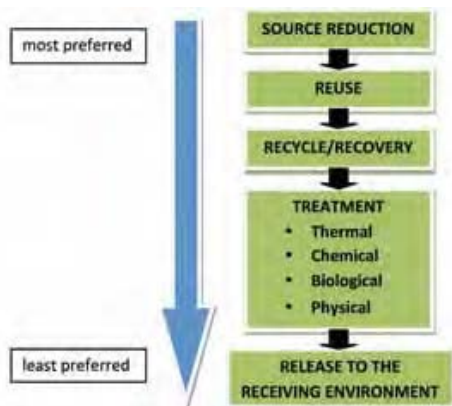 most preferred
SOURCE REDUCTION
REUSE
RECYCLE/RECOVERY
TREATMENT
• Thermal
• Chemical
• Biological
• Physical
least preferred
RELEASE TO THE
RECEIVING ENVIRONMENT